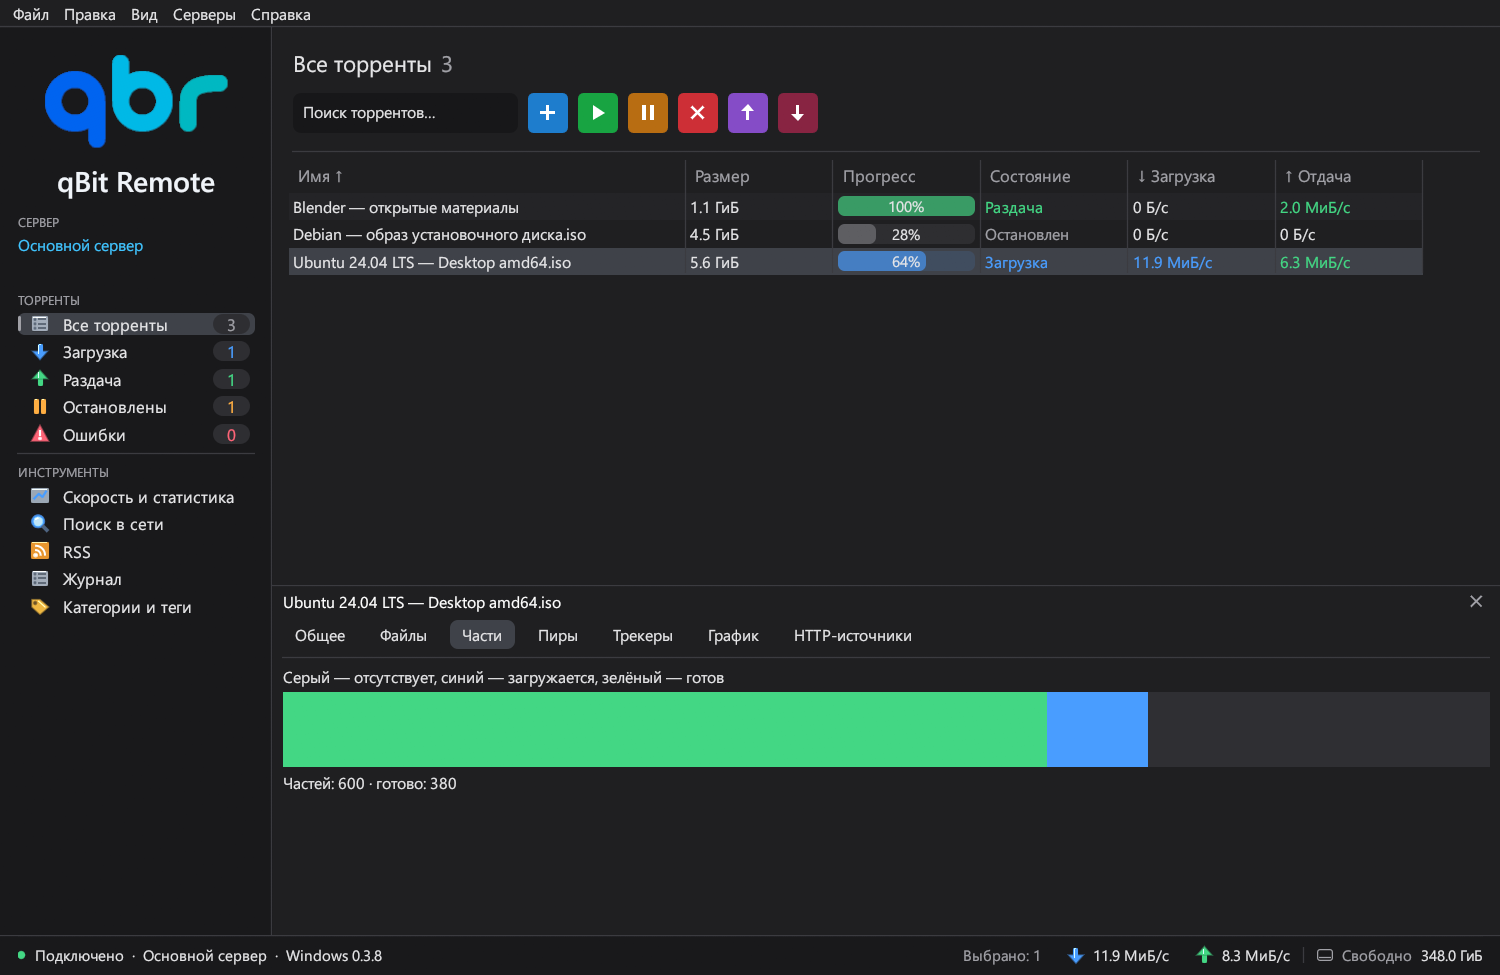 Файл Правка Вид Серверы Справка
qbr
qBit Remote
СЕРВЕР
Основной сервер
ТОРРЕНТЫ
Все торренты 3
Загрузка 1
Раздача 1
Остановлены 1
Ошибки 0
ИНСТРУМЕНТЫ
Скорость и статистика
Поиск в сети
RSS
Журнал
Категории и теги
Все торренты 3
Поиск торрентов...
Имя ↑ Размер Прогресс Состояние ↓ Загрузка ↑ Отдача
Blender — открытые материалы 1.1 ГиБ 100% Раздача 0 Б/с 2.0 МиБ/с
Debian — образ установочного диска.iso 4.5 ГиБ 28% Остановлен 0 Б/с 0 Б/с
Ubuntu 24.04 LTS — Desktop amd64.iso 5.6 ГиБ 64% Загрузка 11.9 МиБ/с 6.3 МиБ/с
Ubuntu 24.04 LTS — Desktop amd64.iso
Общее Файлы Части Пиры Трекеры График HTTP-источники
Серый — отсутствует, синий — загружается, зелёный — готов
Частей: 600 · готово: 380
Подключено · Основной сервер · Windows 0.3.8
Выбрано: 1 11.9 МиБ/с 8.3 МиБ/с Свободно 348.0 ГиБ